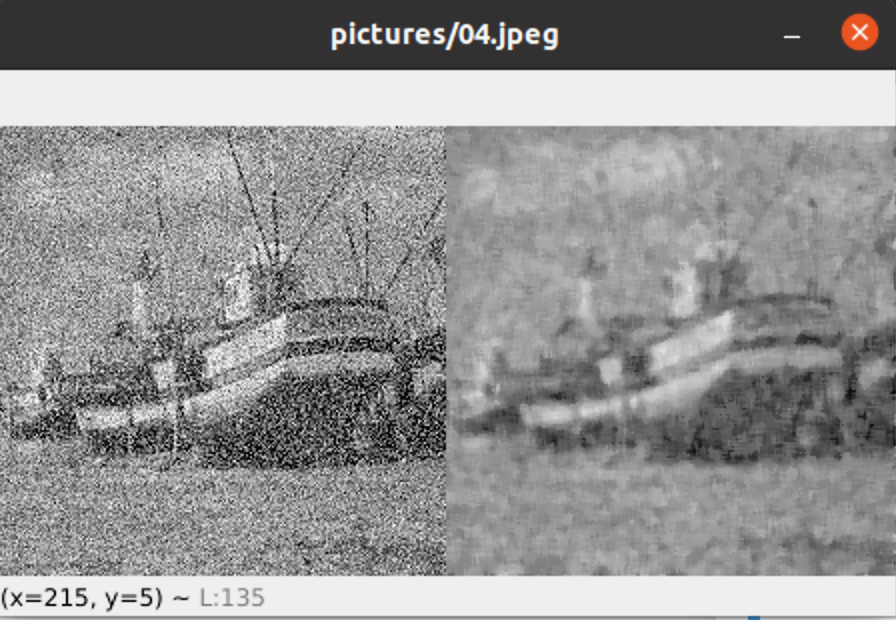 pictures/04.jpeg
(x=215, y=5) ~ L:135